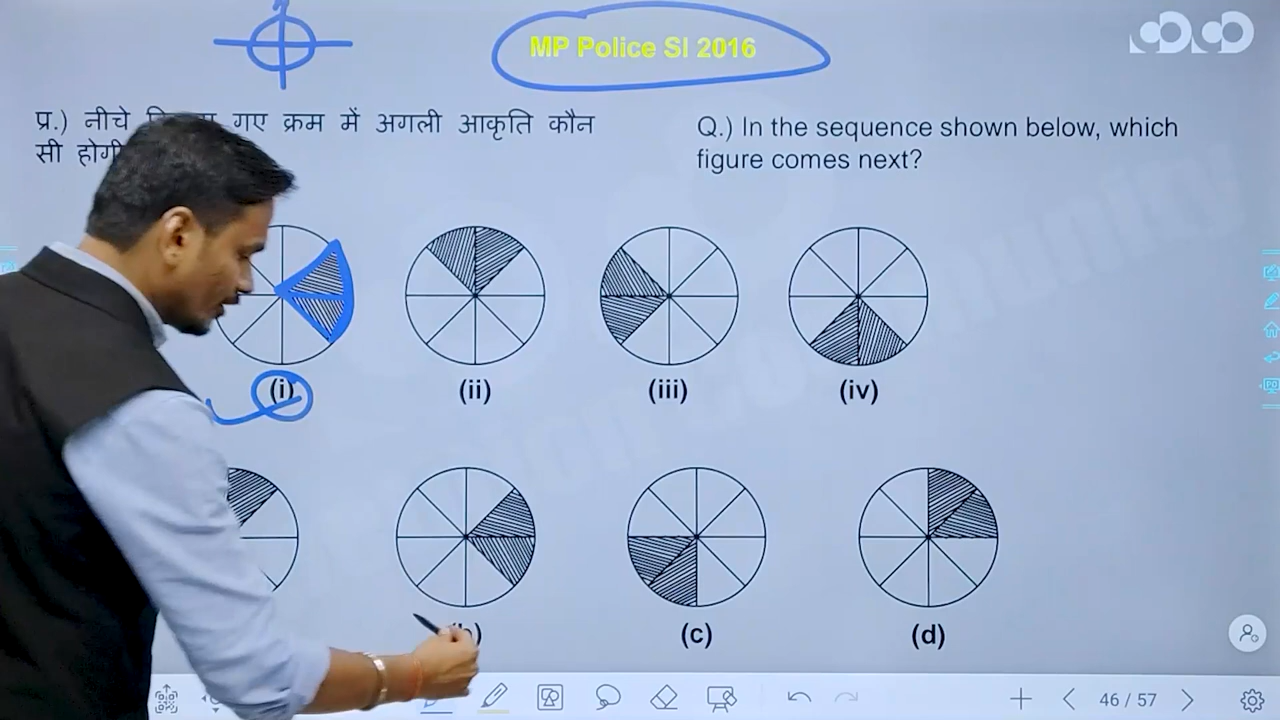 MP Police SI 2016
प्र.) नीचे गए क्रम में अगली आकृति कौन
सी
Q.) In the sequence shown below, which
figure comes next?
(i) (ii) (iii) (iv)
(c) (d)
46 / 57